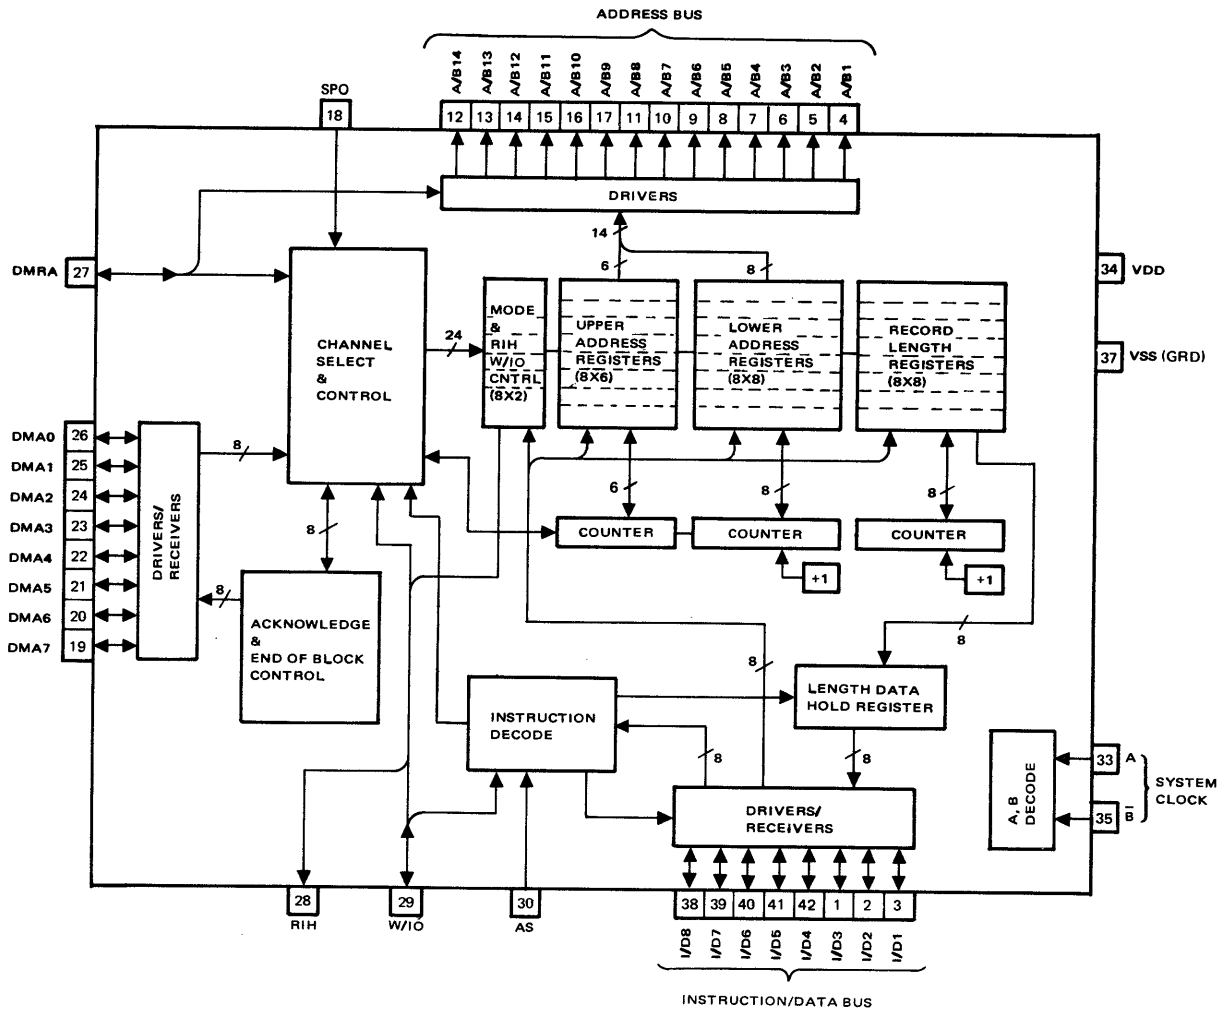 ADDRESS BUS
A/B14
A/B13
A/B12
A/B11
A/B10
A/B9
A/B8
A/B7
A/B6
A/B5
A/B4
A/B3
A/B2
A/B1
SPO
18
12 13 14 15 16 17 11 10 9 8 7 6 5 4
DRIVERS
14
6
8
DMRA 27
34 VDD
37 VSS (GRD)
CHANNEL
SELECT
&
CONTROL
24
MODE
&
RIH
W/IO
CNTRL
(8X2)
UPPER
ADDRESS
REGISTERS
(8X6)
LOWER
ADDRESS
REGISTERS
(8X8)
RECORD
LENGTH
REGISTERS
(8X8)
DMA0 26
DMA1 25
DMA2 24
DMA3 23
DMA4 22
DMA5 21
DMA6 20
DMA7 19
DRIVERS/
RECEIVERS
8
8
8
6
8
8
COUNTER
COUNTER
COUNTER
+1
+1
ACKNOWLEDGE
&
END OF BLOCK
CONTROL
8
8
INSTRUCTION
DECODE
LENGTH DATA
HOLD REGISTER
8
8
DRIVERS/
RECEIVERS
A, B
DECODE
33 A
35 B̅
SYSTEM
CLOCK
28
RIH
29
W/IO
30
AS
38 39 40 41 42 1 2 3
I/D8
I/D7
I/D6
I/D5
I/D4
I/D3
I/D2
I/D1
INSTRUCTION/DATA BUS